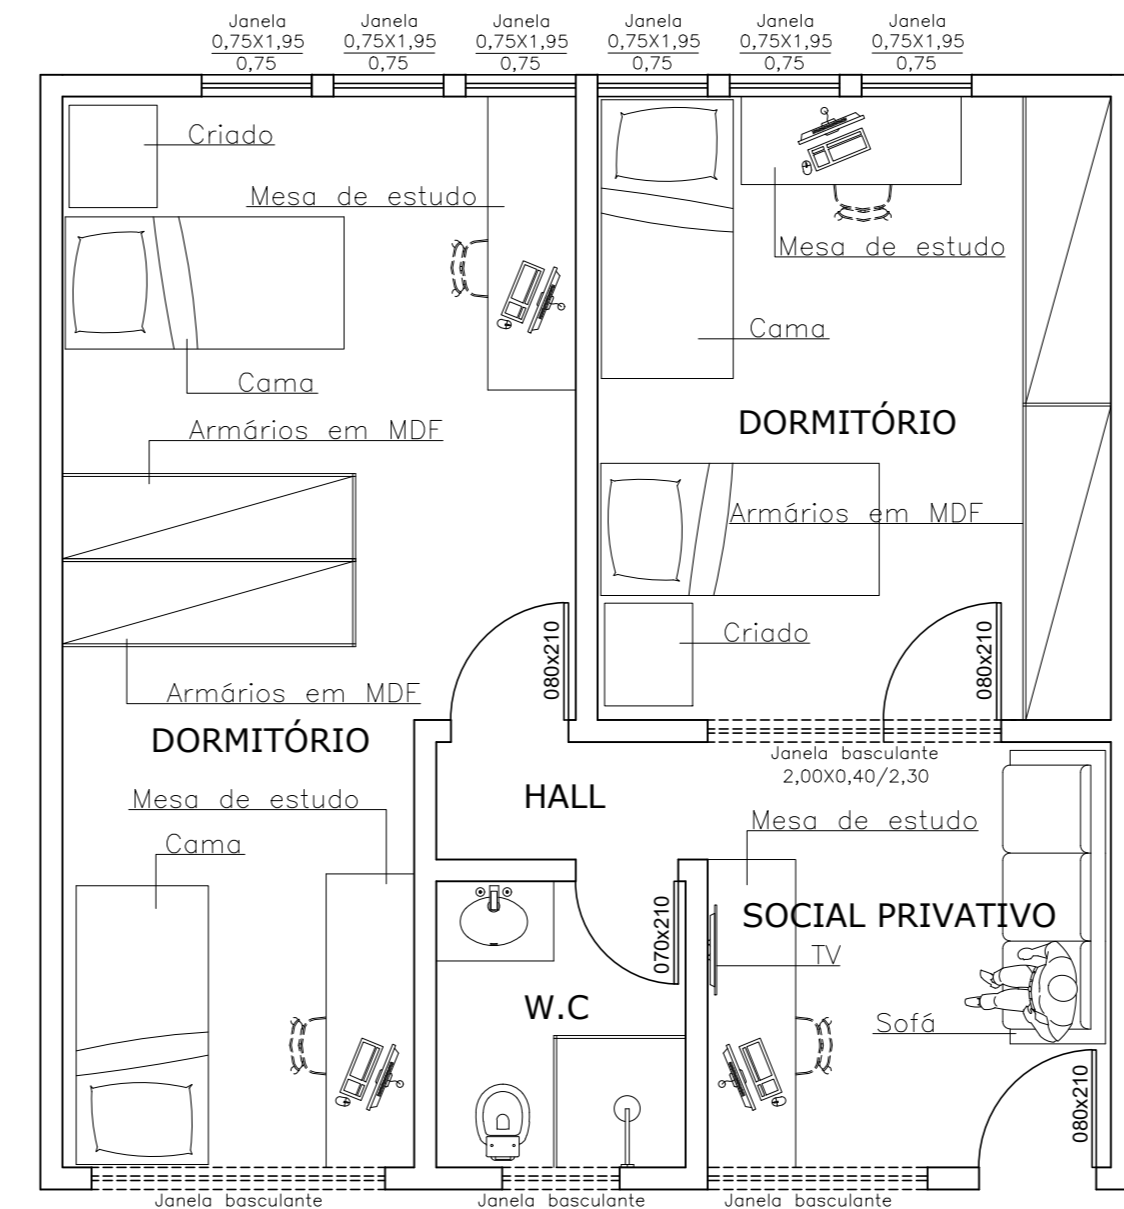 Janela
0,75X1,95
0,75
Janela
0,75X1,95
0,75
Janela
0,75X1,95
0,75
Janela
0,75X1,95
0,75
Janela
0,75X1,95
0,75
Janela
0,75X1,95
0,75
Criado
Mesa de estudo
Mesa de estudo
Cama
Cama
DORMITÓRIO
Armários em MDF
Armários em MDF
Criado
080x210
080x210
Armários em MDF
DORMITÓRIO
Janela basculante
2,00X0,40/2,30
HALL
Mesa de estudo
Mesa de estudo
Cama
SOCIAL PRIVATIVO
070x210
TV
W.C
Sofá
080x210
Janela basculante
Janela basculante
Janela basculante